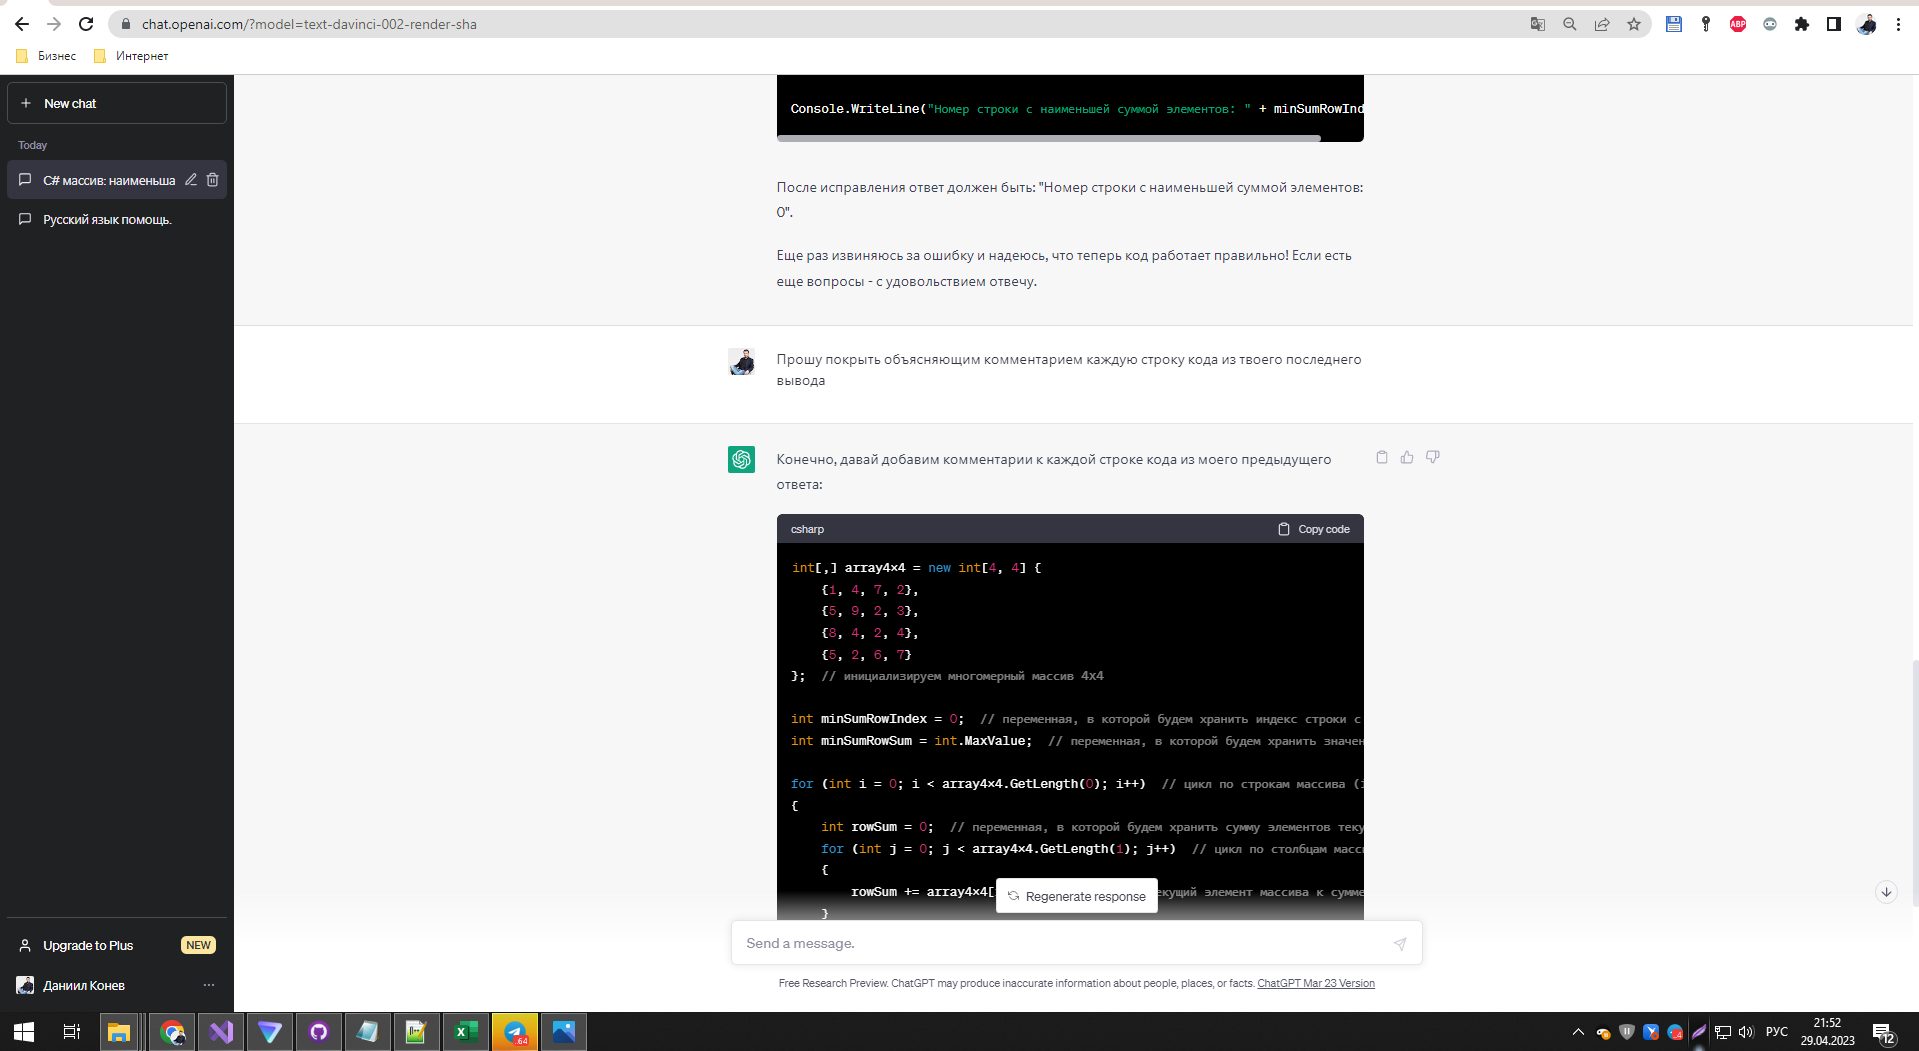 chat.openai.com/?model=text-davinci-002-render-sha
ABP
Бизнес
Интернет
New chat
Today
C# массив: наименьша
Русский язык помощь.
Console.WriteLine("Номер строки с наименьшей суммой элементов: " + minSumRowInd
После исправления ответ должен быть: "Номер строки с наименьшей суммой элементов:
0".
Еще раз извиняюсь за ошибку и надеюсь, что теперь код работает правильно! Если есть
еще вопросы - с удовольствием отвечу.
Прошу покрыть объясняющим комментарием каждую строку кода из твоего последнего
вывода
Конечно, давай добавим комментарии к каждой строке кода из моего предыдущего
ответа:
csharp
Copy code
int[,] array4x4 = new int[4, 4] {
{1, 4, 7, 2},
{5, 9, 2, 3},
{8, 4, 2, 4},
{5, 2, 6, 7}
}; // инициализируем многомерный массив 4x4
int minSumRowIndex = 0; // переменная, в которой будем хранить индекс строки с
int minSumRowSum = int.MaxValue; // переменная, в которой будем хранить значен
for (int i = 0; i < array4x4.GetLength(0); i++) // цикл по строкам массива (i
{
int rowSum = 0; // переменная, в которой будем хранить сумму элементов теку
for (int j = 0; j < array4x4.GetLength(1); j++) // цикл по столбцам масс
{
rowSum += array4x4[ екущий элемент массива к сумме
}
Regenerate response
Send a message.
Free Research Preview. ChatGPT may produce inaccurate information about people, places, or facts. ChatGPT Mar 23 Version
Upgrade to Plus
NEW
Даниил Конев
.64
РУС
21:52
29.04.2023
12